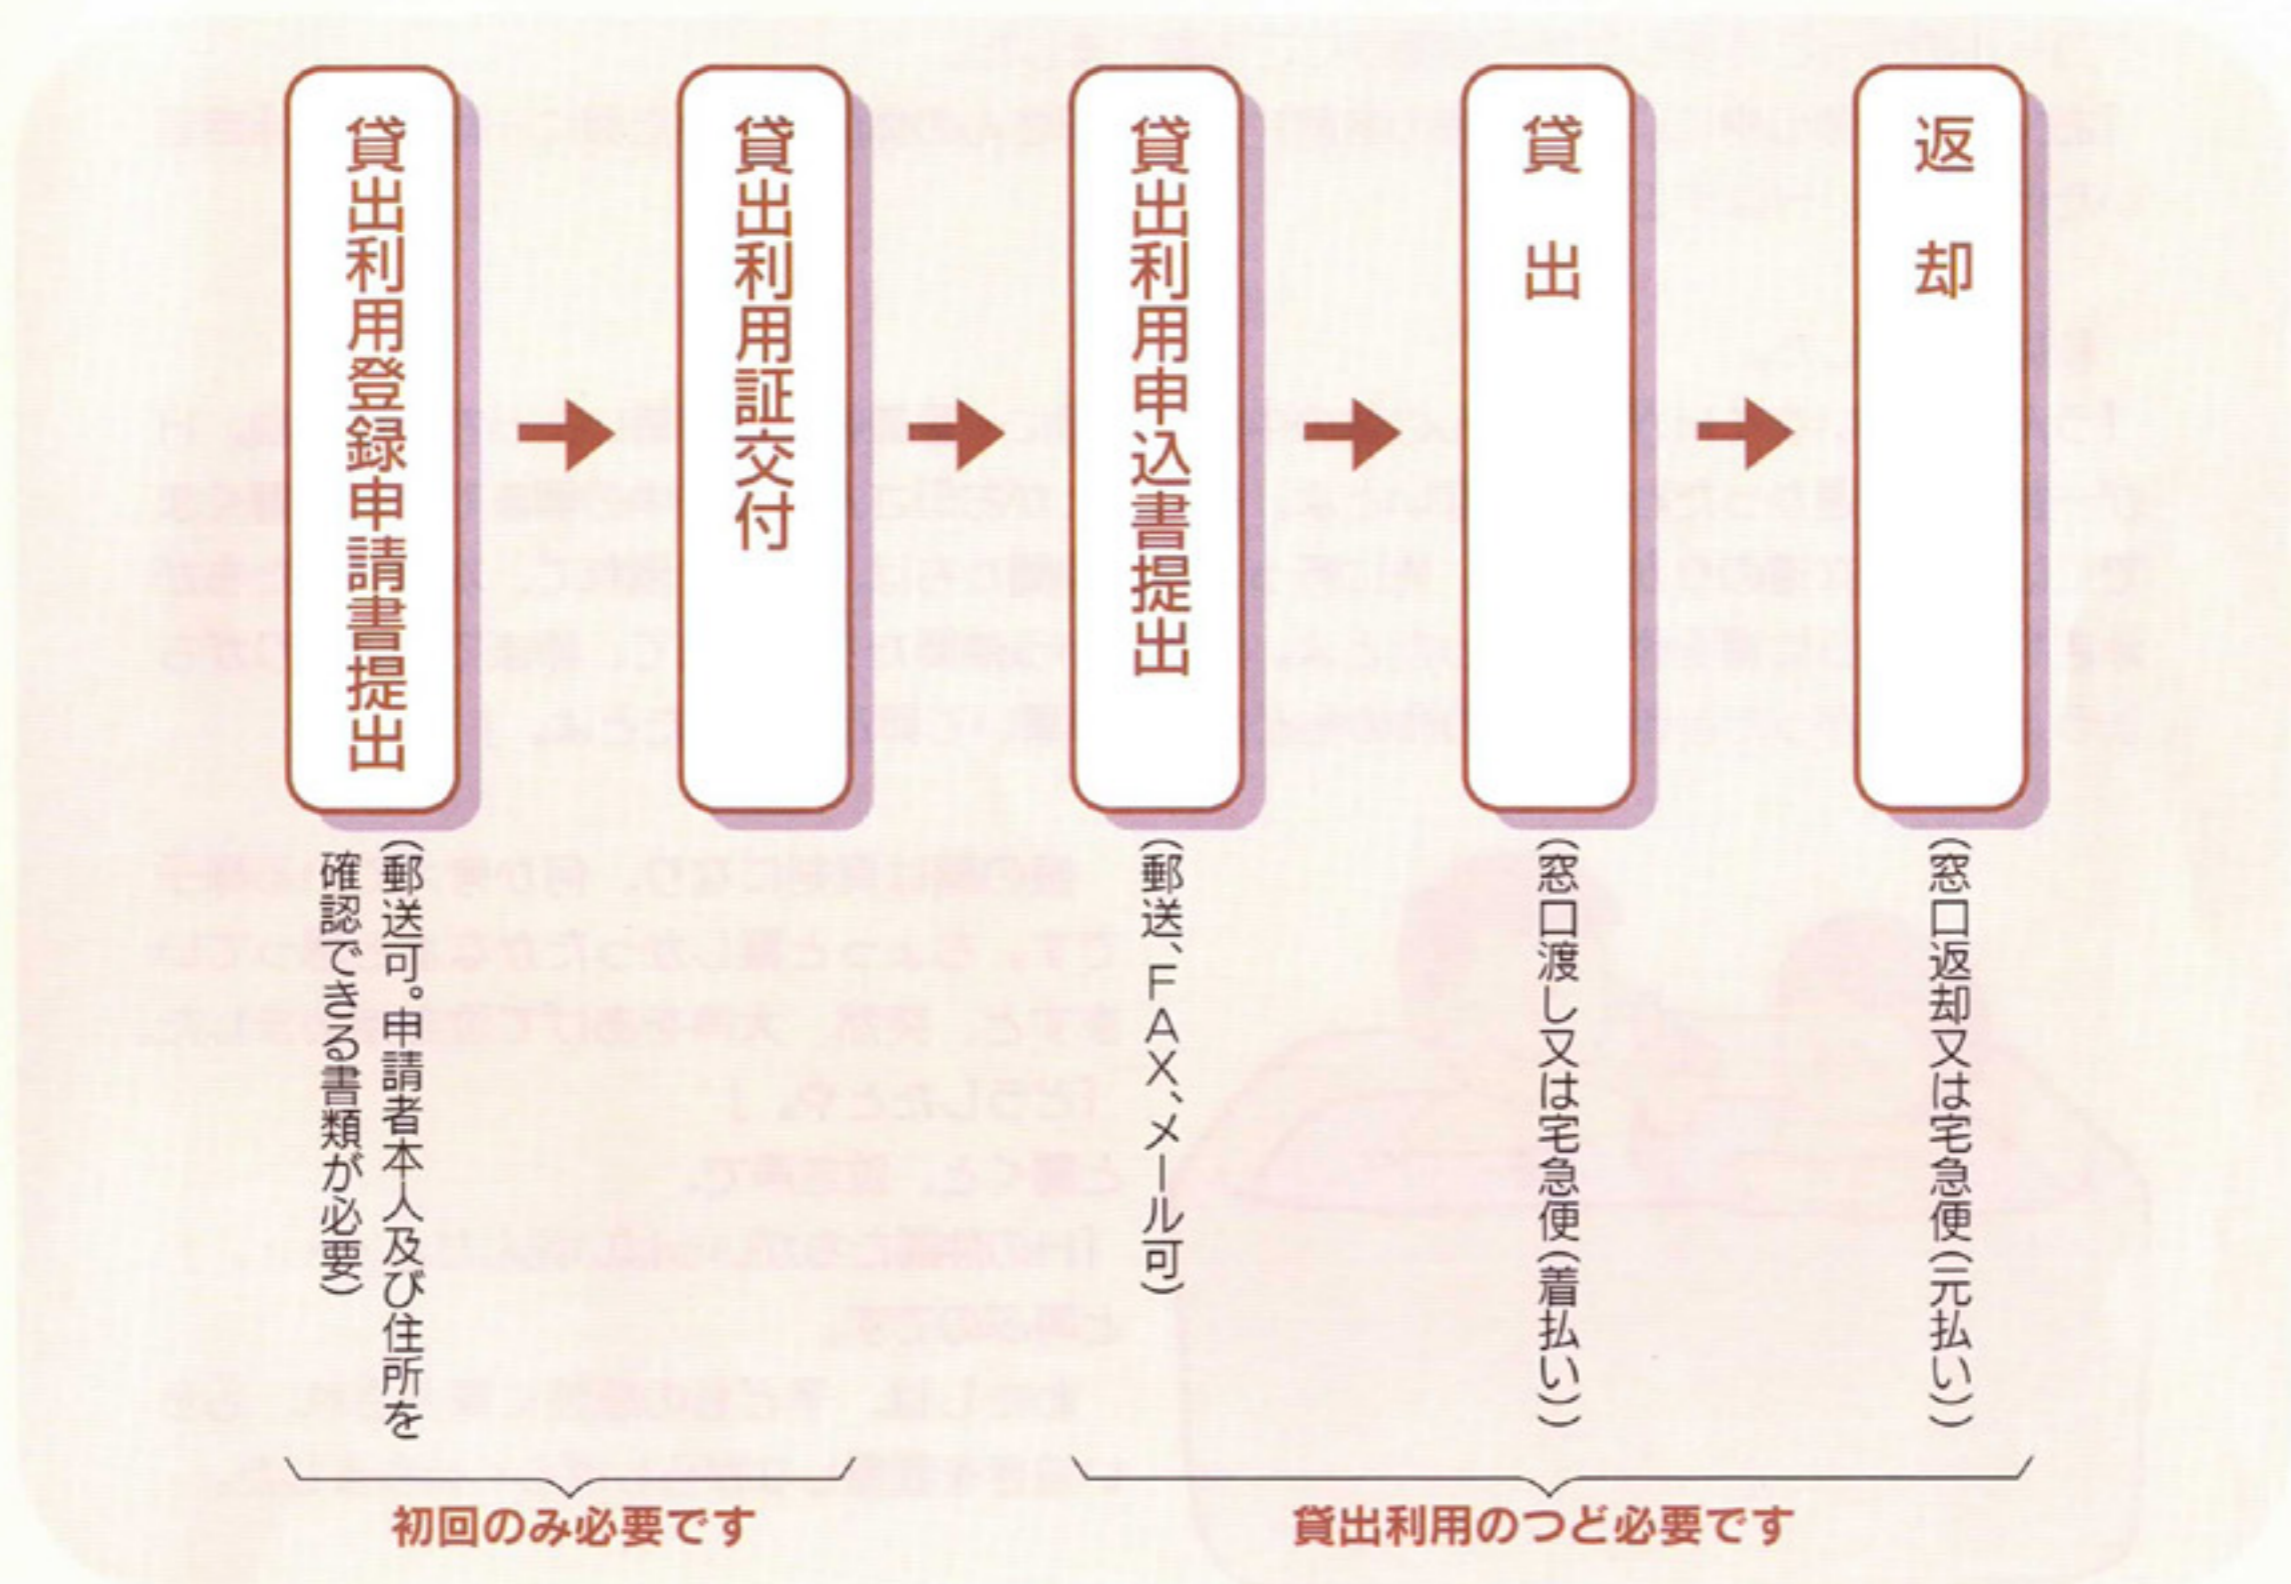 貸出利用登録申請書提出
(郵送可。申請者本人及び住所を
確認できる書類が必要)
貸出利用証交付
貸出利用申込書提出
(郵送、FAX、メール可)
貸出
(窓口渡し又は宅急便(着払い))
返却
(窓口返却又は宅急便(元払い))
初回のみ必要です
貸出利用のつど必要です